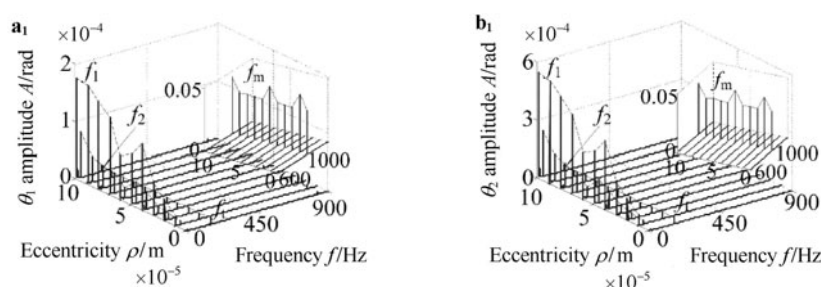 a₁
×10⁻⁴
2
1
0
θ₁ amplitude A/rad
f₁
f₂
0.05
fₘ
0
10
5
0
600
1000
10
5
0
fₜ
0
450
900
Eccentricity ρ/m
×10⁻⁵
Frequency f/Hz
b₁
×10⁻⁴
6
3
0
θ₂ amplitude A/rad
f₁
f₂
0.05
fₘ
0
10
5
0
600
1000
10
5
0
fₜ
0
450
900
Eccentricity ρ/m
×10⁻⁵
Frequency f/Hz